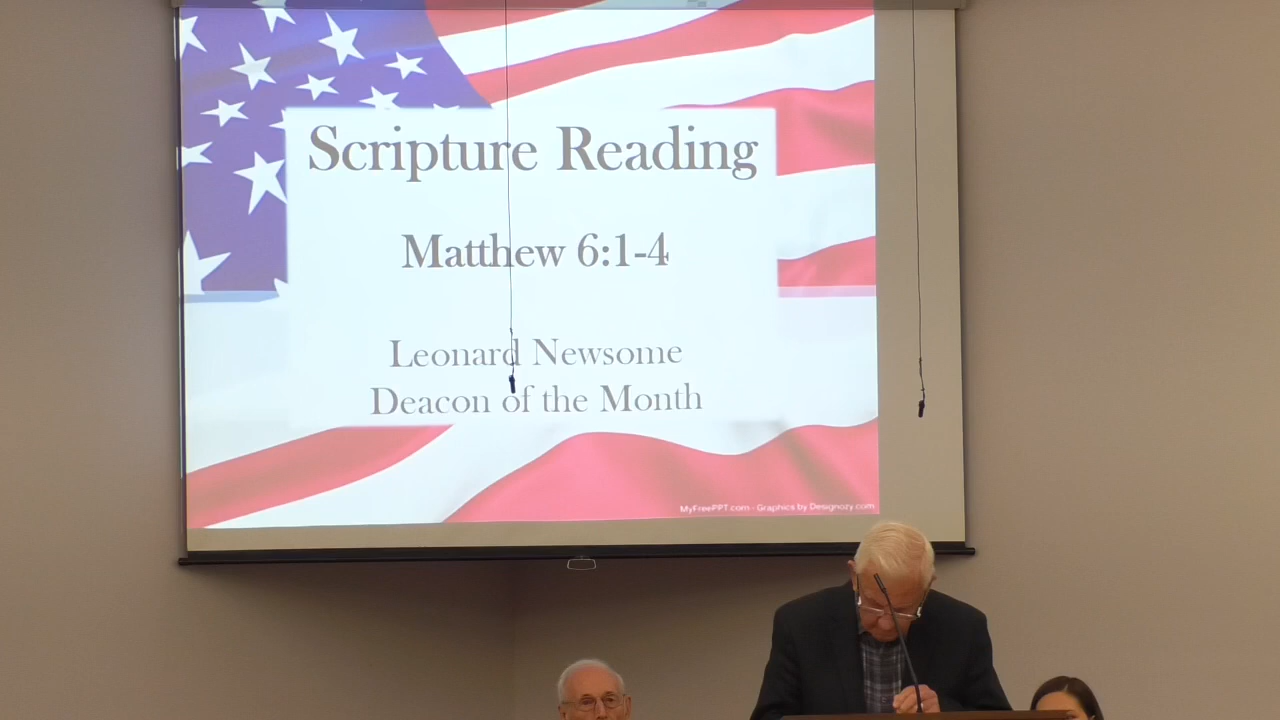 Scripture Reading
Matthew 6:1-4
Leonard Newsome
Deacon of the Month
MyFreePPT.com - Graphics by Designozy.com